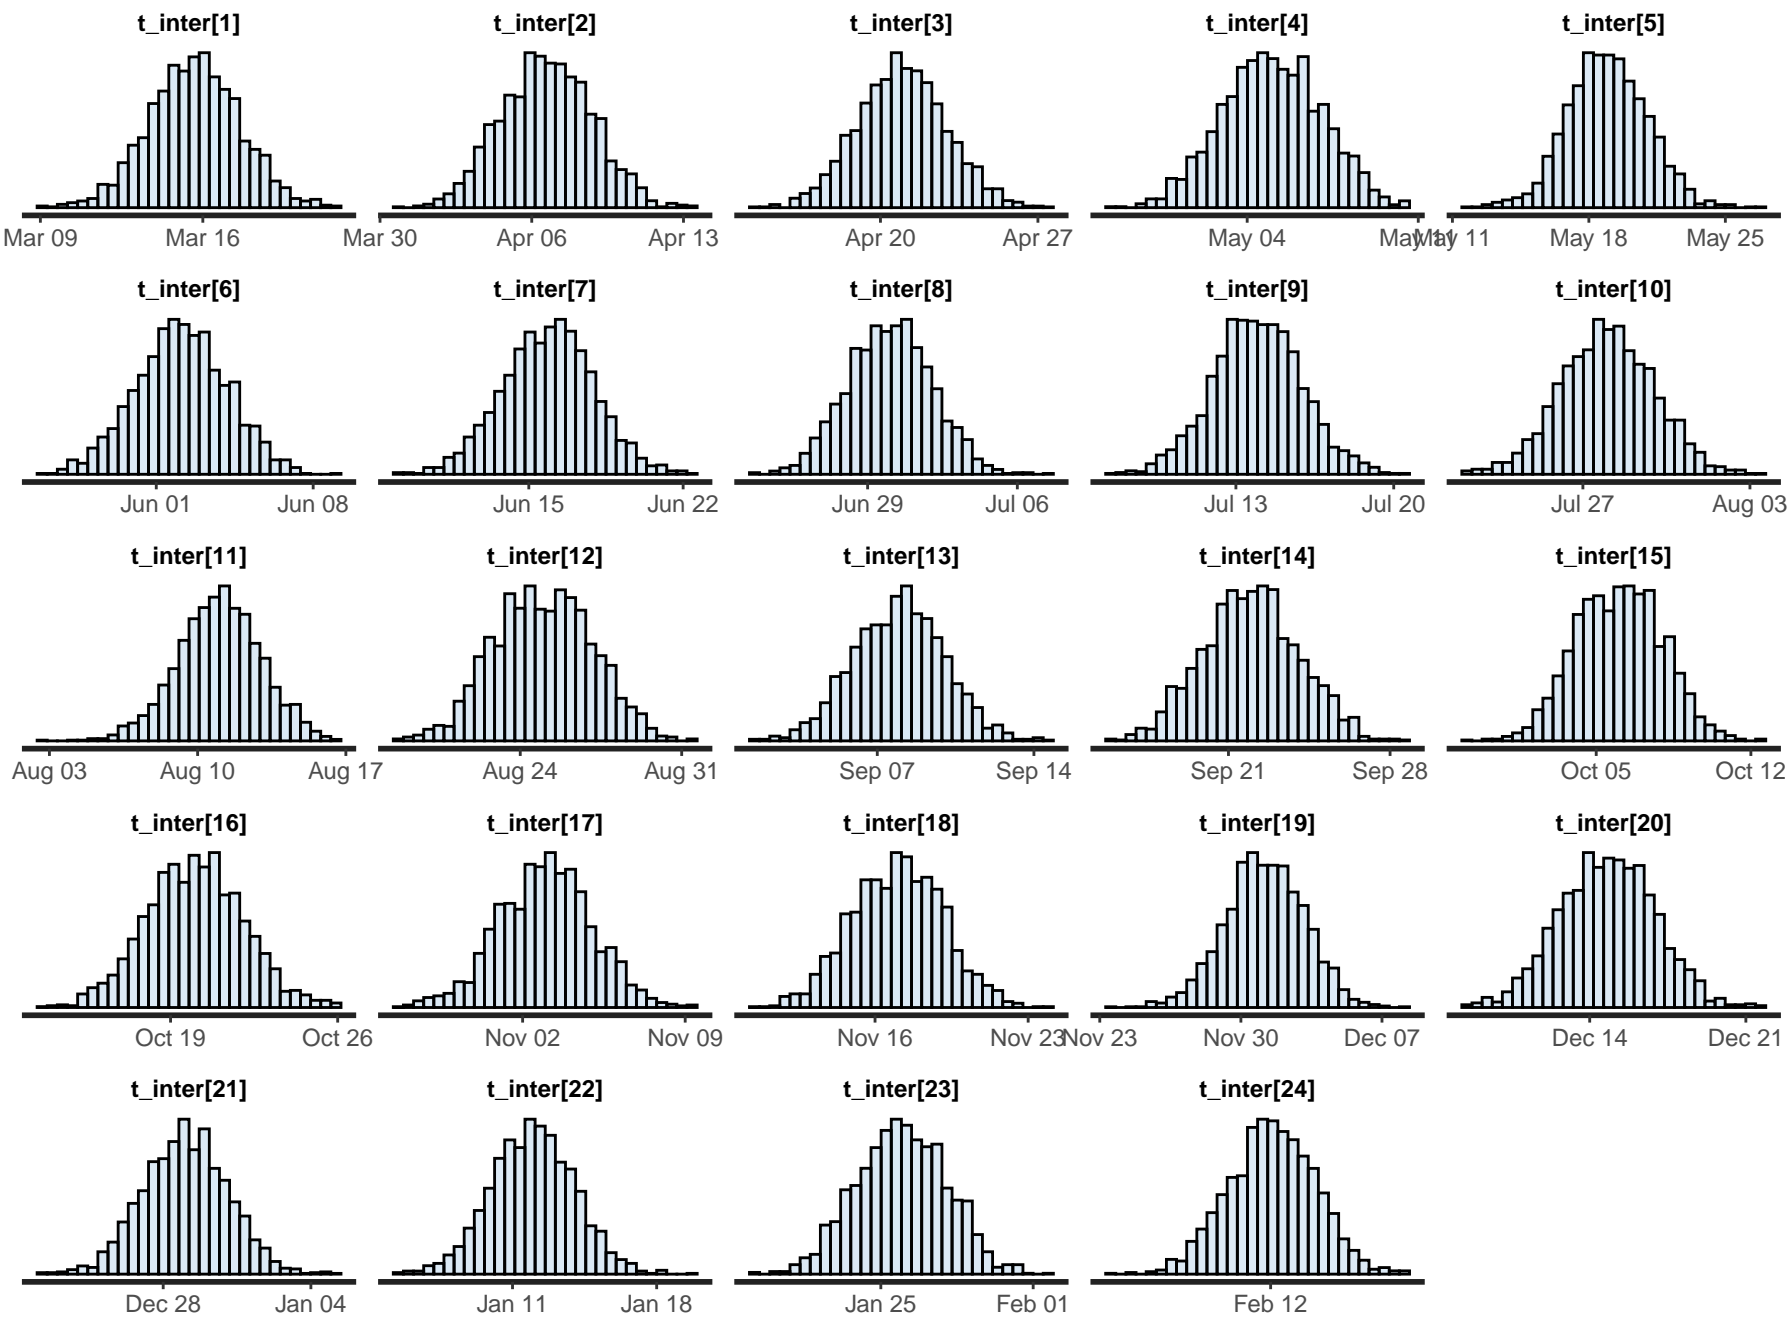 t_inter[1] t_inter[2] t_inter[3] t_inter[4] t_inter[5]
Mar 09 Mar 16 Mar 30 Apr 06 Apr 13 Apr 20 Apr 27 May 04 May 11 May 11 May 18 May 25
t_inter[6] t_inter[7] t_inter[8] t_inter[9] t_inter[10]
Jun 01 Jun 08 Jun 15 Jun 22 Jun 29 Jul 06 Jul 13 Jul 20 Jul 27 Aug 03
t_inter[11] t_inter[12] t_inter[13] t_inter[14] t_inter[15]
Aug 03 Aug 10 Aug 17 Aug 24 Aug 31 Sep 07 Sep 14 Sep 21 Sep 28 Oct 05 Oct 12
t_inter[16] t_inter[17] t_inter[18] t_inter[19] t_inter[20]
Oct 19 Oct 26 Nov 02 Nov 09 Nov 16 Nov 23 Nov 23 Nov 30 Dec 07 Dec 14 Dec 21
t_inter[21] t_inter[22] t_inter[23] t_inter[24]
Dec 28 Jan 04 Jan 11 Jan 18 Jan 25 Feb 01 Feb 12